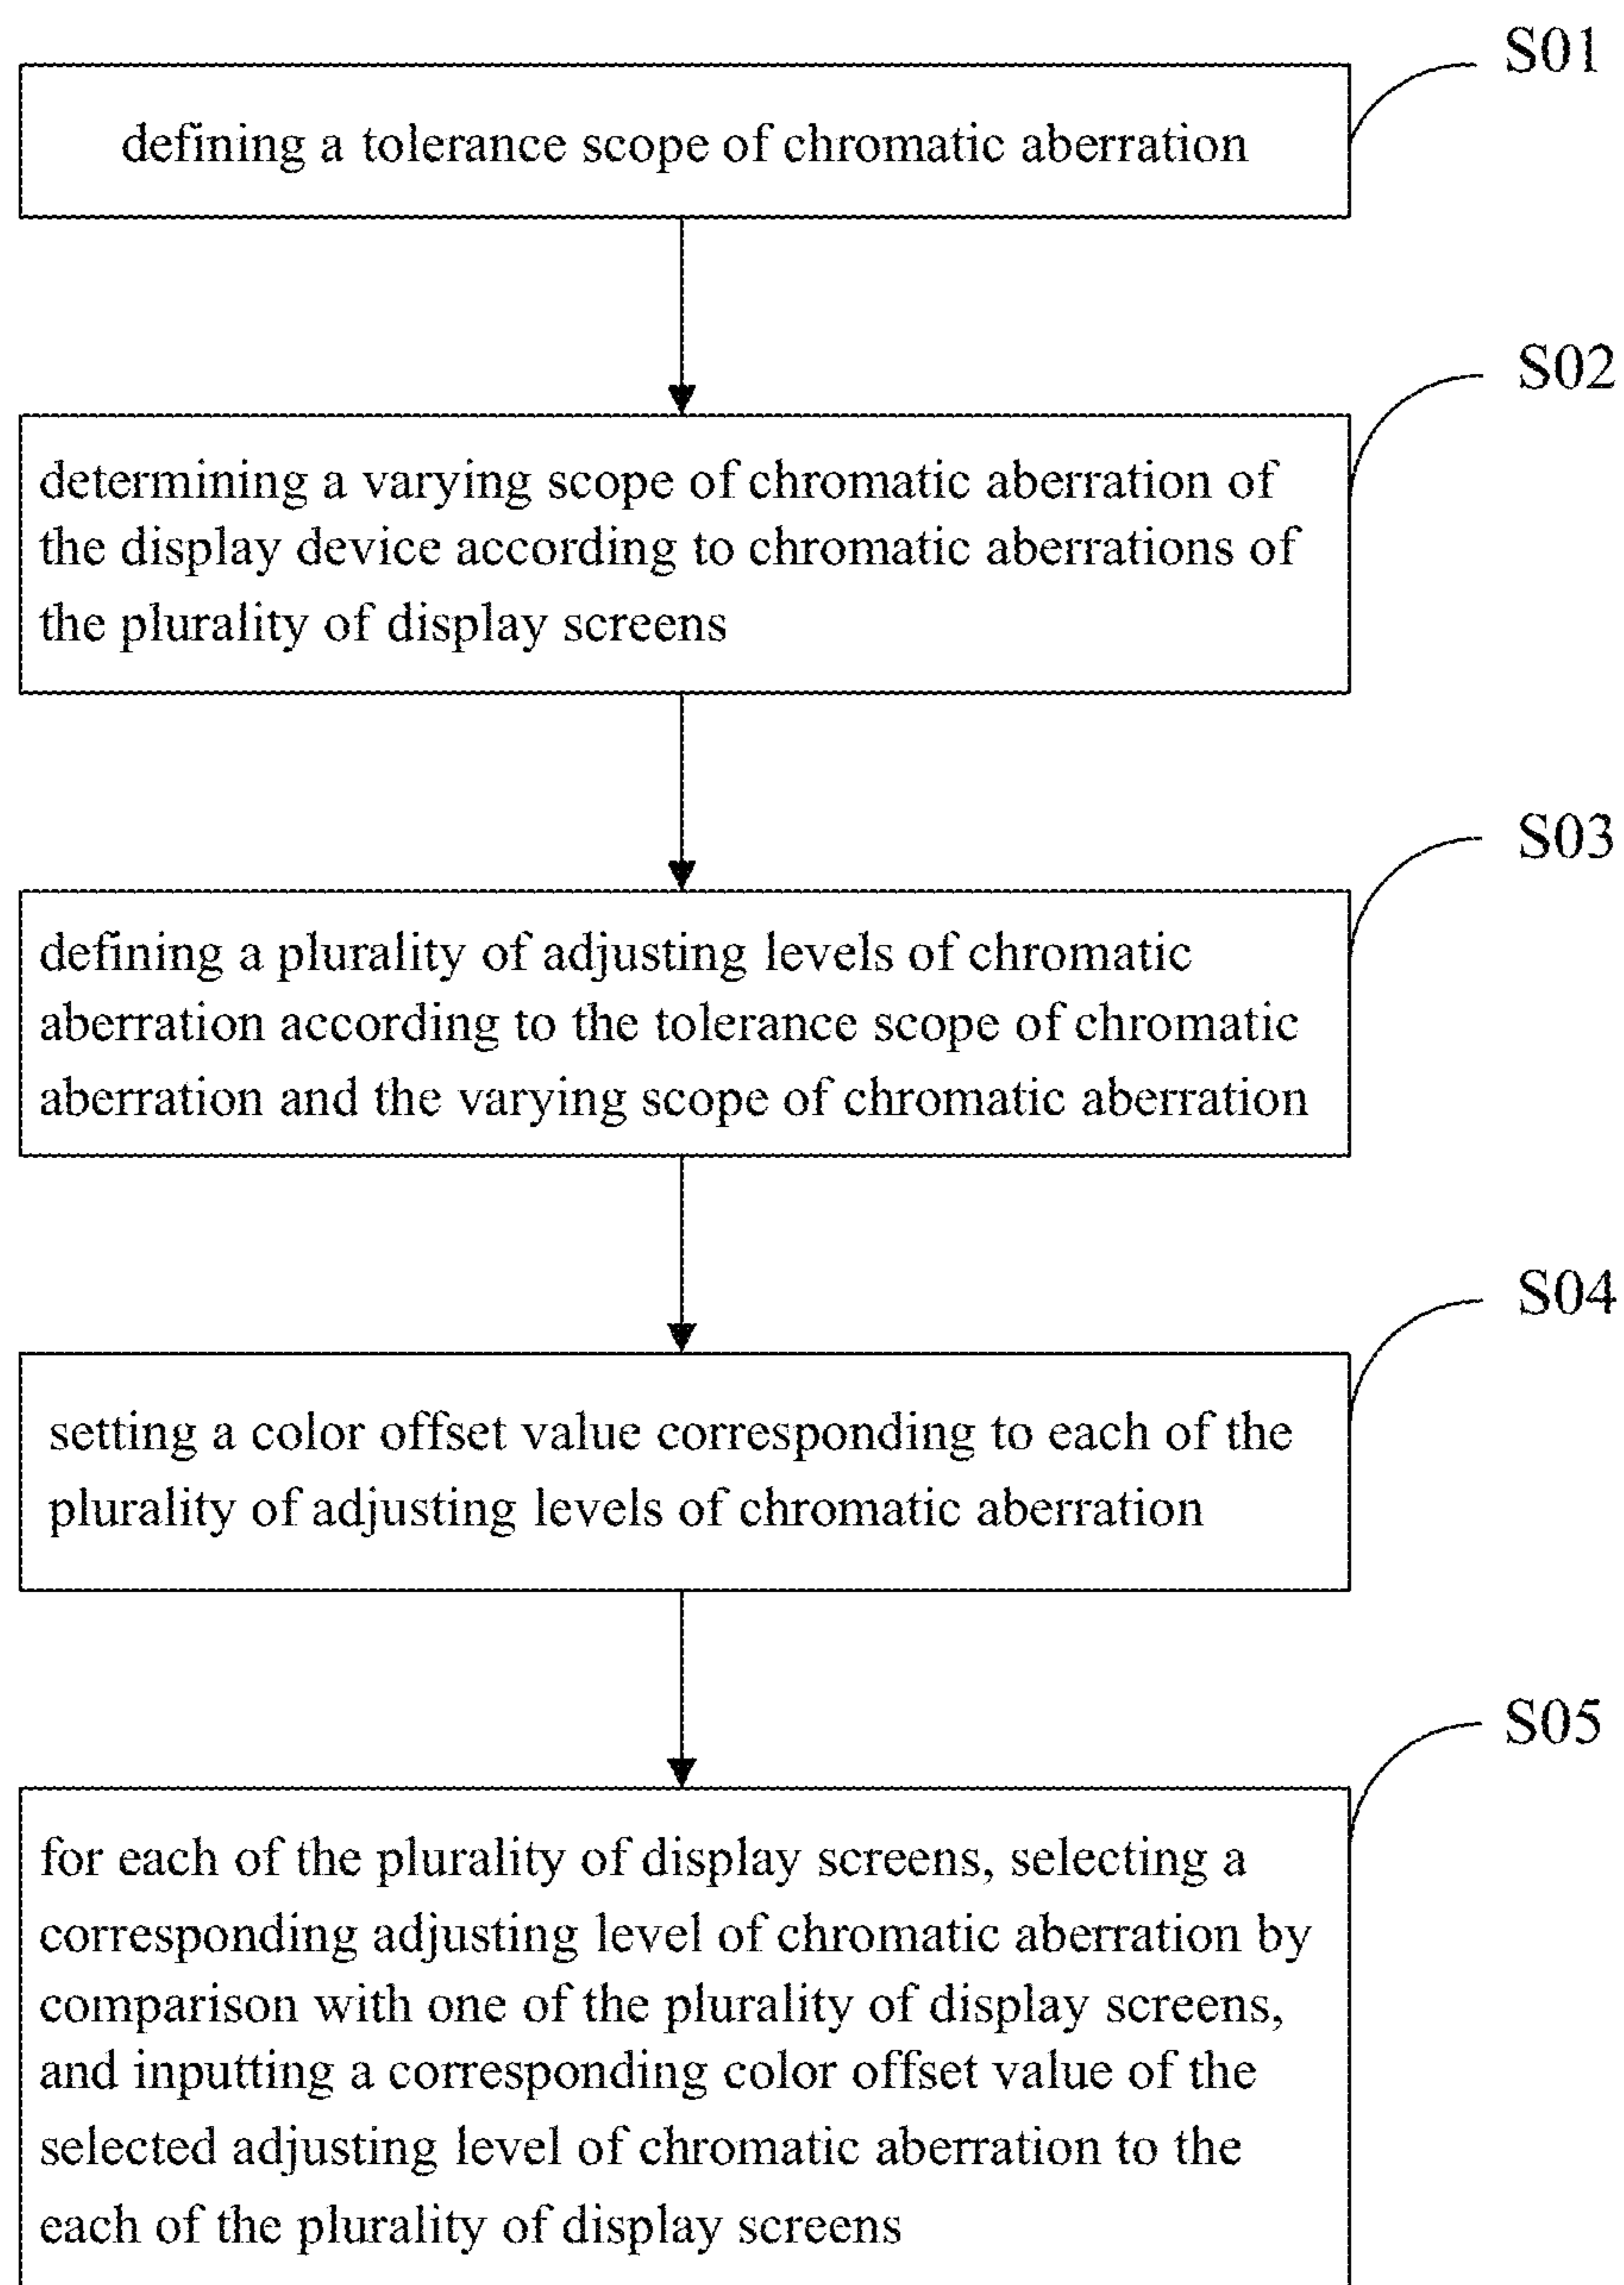 S01
defining a tolerance scope of chromatic aberration
S02
determining a varying scope of chromatic aberration of
the display device according to chromatic aberrations of
the plurality of display screens
S03
defining a plurality of adjusting levels of chromatic
aberration according to the tolerance scope of chromatic
aberration and the varying scope of chromatic aberration
S04
setting a color offset value corresponding to each of the
plurality of adjusting levels of chromatic aberration
S05
for each of the plurality of display screens, selecting a
corresponding adjusting level of chromatic aberration by
comparison with one of the plurality of display screens,
and inputting a corresponding color offset value of the
selected adjusting level of chromatic aberration to the
each of the plurality of display screens